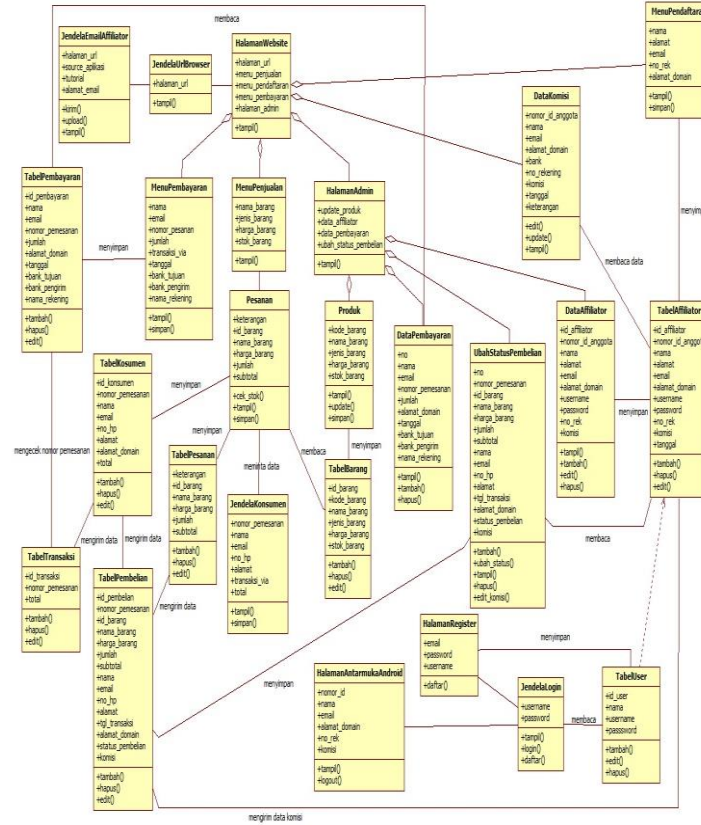 membaca
JendelaEmailAffiliator
+halaman_url
+source_aplikasi
+tutorial
+alamat_email
+kirim()
+upload()
+tampil()
JendelaUrlBrowser
+halaman_url
+tampil()
HalamanWebsite
+halaman_url
+menu_penjualan
+menu_pendaftaran
+menu_pembayaran
+halaman_admin
+tampil()
MenuPendaftara
+nama
+alamat
+email
+no_rek
+alamat_domain
+tampil()
+simpan()
DataKomisi
+nomor_id_anggota
+nama
+email
+alamat_domain
+bank
+no_rekening
+komisi
+tanggal
+keterangan
+edit()
+update()
+tampil()
TabelPembayaran
+id_pembayaran
+nama
+email
+nomor_pemesanan
+jumlah
+alamat_domain
+tanggal
+bank_tujuan
+bank_pengirim
+nama_rekening
+tambah()
+hapus()
+edit()
menyimpan
MenuPembayaran
+nama
+email
+nomor_pesanan
+jumlah
+transaksi_via
+tanggal
+bank_tujuan
+bank_pengirim
+nama_rekening
+tampil()
+simpan()
MenuPenjualan
+nama_barang
+jenis_barang
+harga_barang
+stok_barang
+tampil()
HalamanAdmin
+update_produk
+data_affiliator
+data_pembayaran
+ubah_status_pembelian
+tampil()
menyimp
membaca data
Pesanan
+keterangan
+id_barang
+nama_barang
+harga_barang
+jumlah
+subtotal
+cek_stok()
+tampil()
+simpan()
Produk
+kode_barang
+nama_barang
+jenis_barang
+harga_barang
+stok_barang
+tampil()
+update()
+simpan()
DataPembayaran
+no
+nama
+email
+nomor_pemesanan
+jumlah
+alamat_domain
+tanggal
+bank_tujuan
+bank_pengirim
+nama_rekening
+tampil()
+tambah()
+hapus()
UbahStatusPembelian
+no
+nomor_pemesanan
+id_barang
+nama_barang
+harga_barang
+jumlah
+subtotal
+nama
+email
+no_hp
+alamat
+tgl_transaksi
+alamat_domain
+status_pembelian
+komisi
+tambah()
+ubah_status()
+tampil()
+hapus()
+edit_komisi()
DataAffiliator
+id_affiliator
+nomor_id_anggota
+nama
+alamat
+email
+alamat_domain
+username
+password
+no_rek
+komisi
+tampil()
+tambah()
+edit()
+hapus()
menyimpan
TabelAffiliator
+id_affiliator
+nomor_id_anggota
+nama
+alamat
+email
+alamat_domain
+username
+password
+no_rek
+komisi
+tanggal
+tambah()
+hapus()
+edit()
TabelKosumen
+id_konsumen
+nomor_pemesanan
+nama
+email
+no_hp
+alamat
+alamat_domain
+total
+tambah()
+hapus()
+edit()
menyimpan
mengecek nomor pemesanan
menyimpan
meminta data
membaca
menyimpan
TabelPesanan
+keterangan
+id_barang
+nama_barang
+harga_barang
+jumlah
+subtotal
+tambah()
+hapus()
+edit()
JendelaKonsumen
+nomor_pemesanan
+nama
+email
+no_hp
+alamat
+transaksi_via
+total
+tampil()
+simpan()
TabelBarang
+id_barang
+kode_barang
+nama_barang
+jenis_barang
+harga_barang
+stok_barang
+tambah()
+hapus()
+edit()
mengirim data
mengirim data
membaca
TabelTransaksi
+id_transaksi
+nomor_pemesanan
+total
+tambah()
+hapus()
+edit()
TabelPembelian
+id_pembelian
+nomor_pemesanan
+id_barang
+nama_barang
+harga_barang
+jumlah
+subtotal
+nama
+email
+no_hp
+alamat
+tgl_transaksi
+alamat_domain
+status_pembelian
+komisi
+tambah()
+hapus()
+edit()
mengrim data
menyimpan
HalamanRegister
+email
+password
+username
+daftar()
menyimpan
HalamanAntarmukaAndroid
+nomor_id
+nama
+email
+alamat_domain
+no_rek
+komisi
+tampil()
+logout()
JendelaLogin
+username
+password
+tampil()
+login()
+daftar()
membaca
TabelUser
+id_user
+nama
+username
+passsword
+tambah()
+edit()
+hapus()
mengirim data komisi